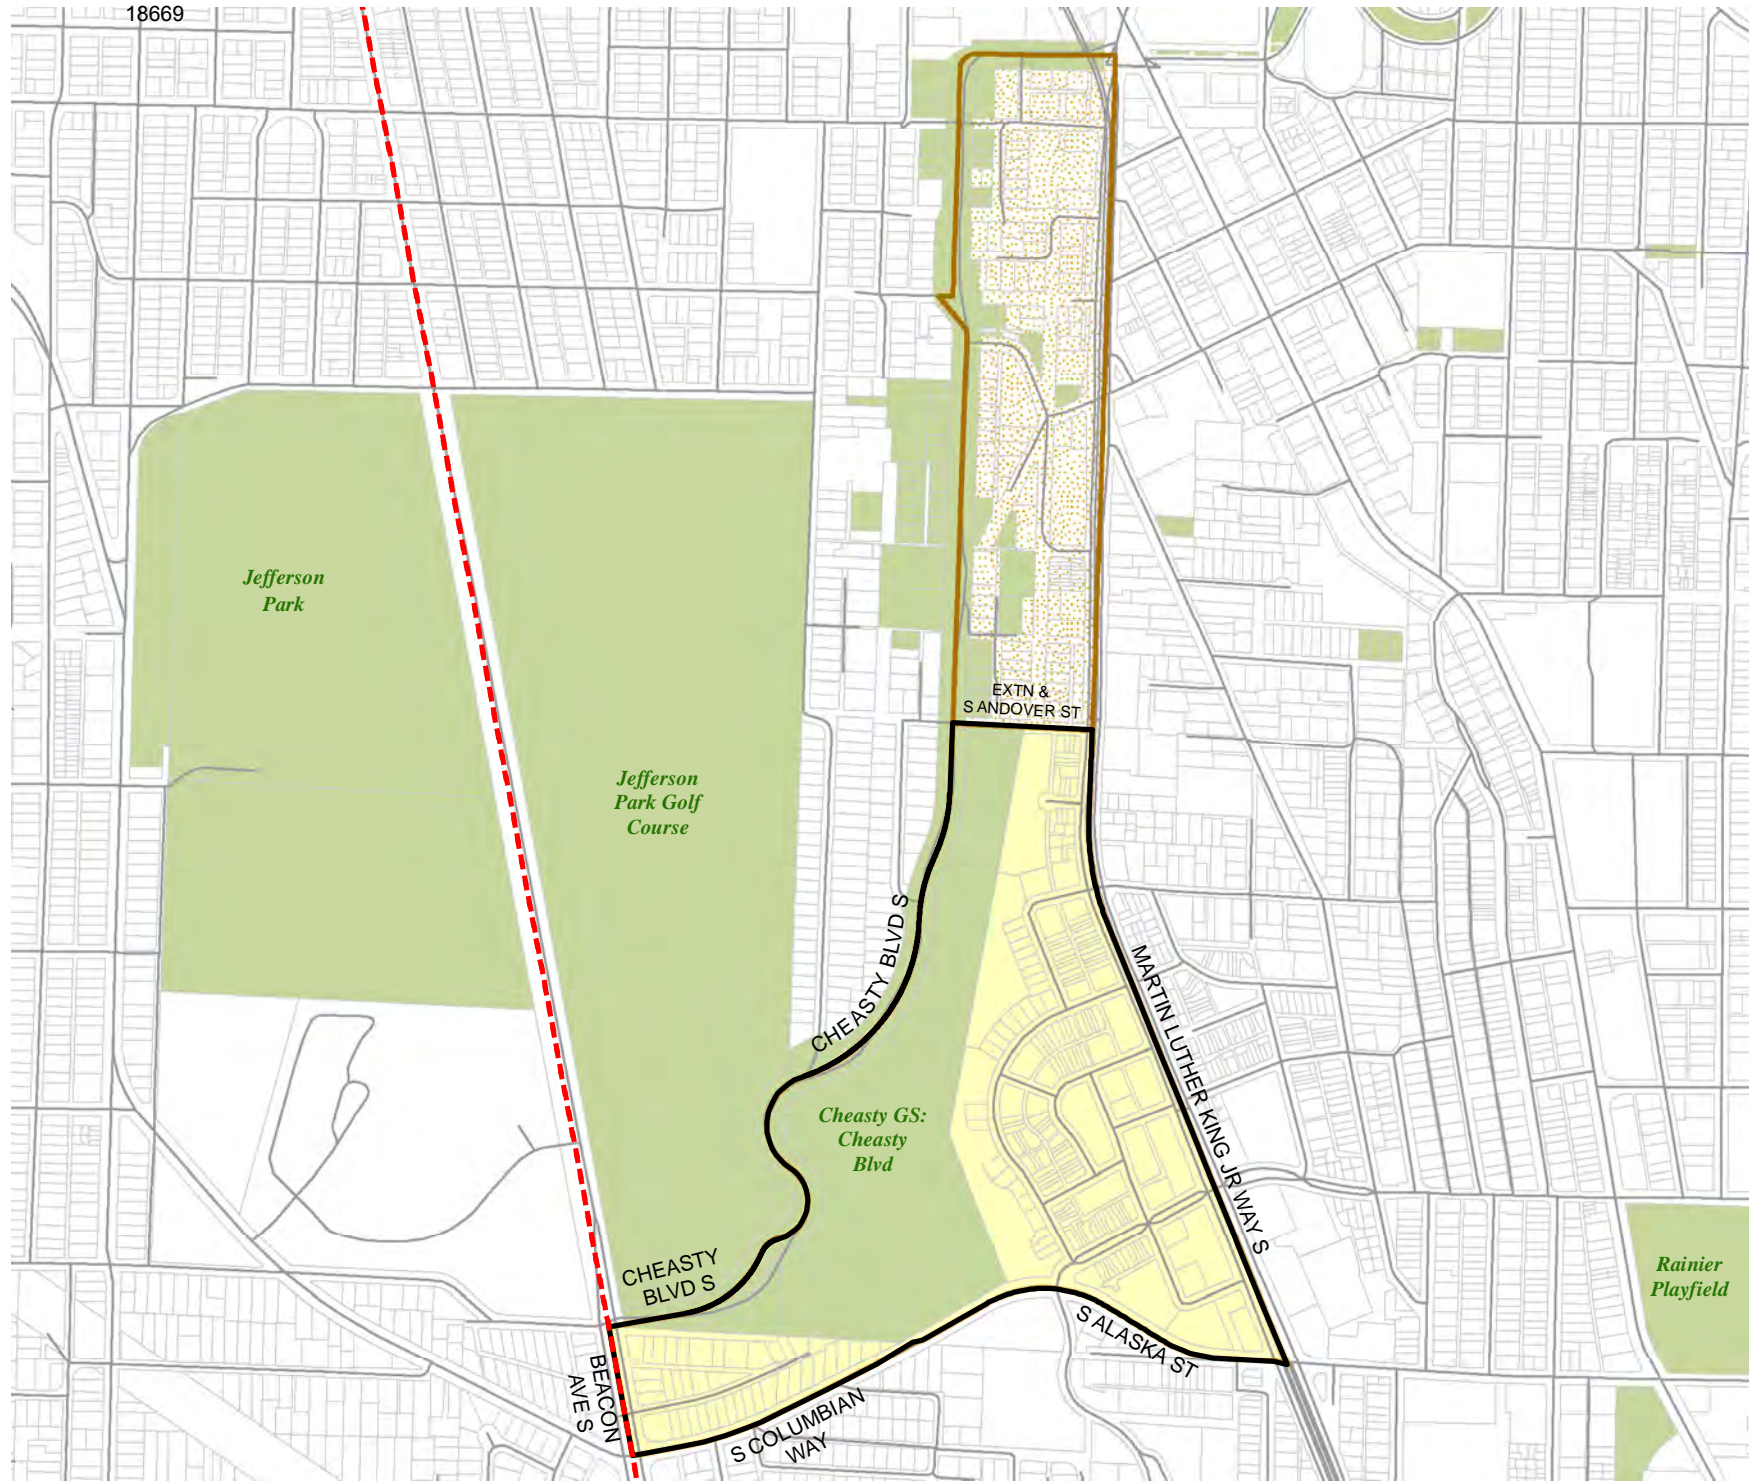 18669
Jefferson
Park
EXTN &
S ANDOVER ST
Jefferson
Park Golf
Course
CHEASTY BLVD S
MARTIN LUTHER KING JR WAY S
Cheasty GS:
Cheasty
Blvd
CHEASTY
BLVD S
Rainier
Playfield
S ALASKA ST
BEACON
AVE S
S COLUMBIAN
WAY